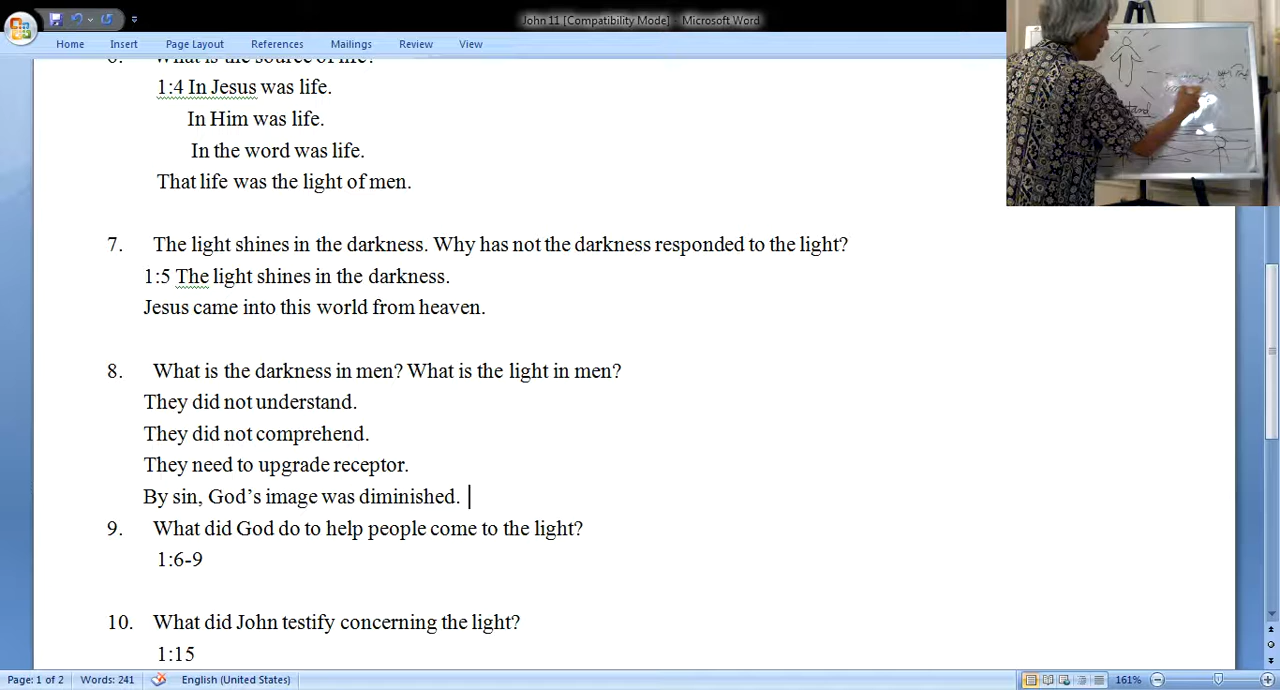 John 11 [Compatibility Mode] - Microsoft Word
Home Insert Page Layout References Mailings Review View
6. What is the source of life?
1:4 In Jesus was life.
In Him was life.
In the word was life.
That life was the light of men.
7. The light shines in the darkness. Why has not the darkness responded to the light?
1:5 The light shines in the darkness.
Jesus came into this world from heaven.
8. What is the darkness in men? What is the light in men?
They did not understand.
They did not comprehend.
They need to upgrade receptor.
By sin, God’s image was diminished.
9. What did God do to help people come to the light?
1:6-9
10. What did John testify concerning the light?
1:15
Page: 1 of 2 Words: 241 English (United States) 161%